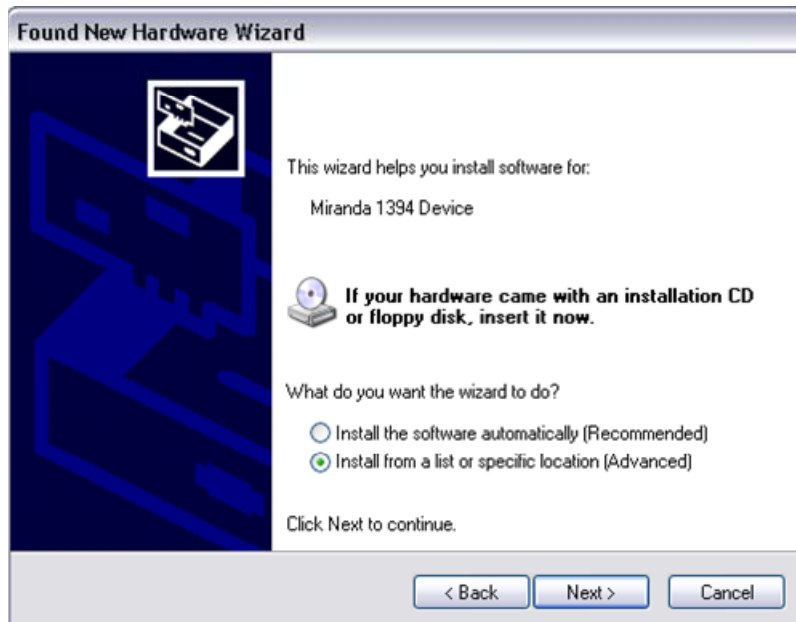 Found New Hardware Wizard
This wizard helps you install software for:
Miranda 1394 Device
If your hardware came with an installation CD
or floppy disk, insert it now.
What do you want the wizard to do?
Install the software automatically (Recommended)
Install from a list or specific location (Advanced)
Click Next to continue.
< Back Next > Cancel